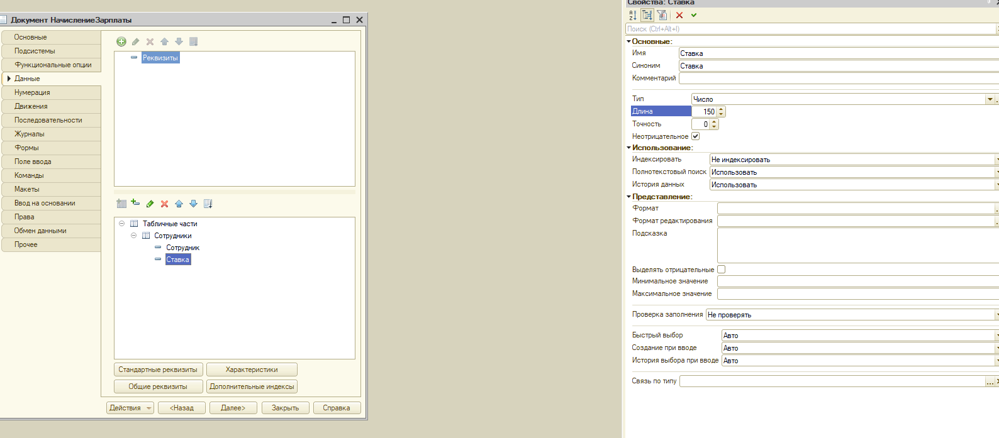 Документ НачислениеЗарплаты
Основные
Подсистемы
Функциональные опции
Данные
Нумерация
Движения
Последовательности
Журналы
Формы
Поле ввода
Команды
Макеты
Ввод на основании
Права
Обмен данными
Прочее
Реквизиты
Табличные части
Сотрудники
Сотрудник
Ставка
Стандартные реквизиты
Характеристики
Общие реквизиты
Дополнительные индексы
Действия
<Назад
Далее>
Закрыть
Справка
Свойства: Ставка
Поиск (Ctrl+Alt+I)
Основные:
Имя Ставка
Синоним Ставка
Комментарий
Тип Число
Длина 150
Точность 0
Неотрицательное
Использование:
Индексировать Не индексировать
Полнотекстовый поиск Использовать
История данных Использовать
Представление:
Формат
Формат редактирования
Подсказка
Выделять отрицательные
Минимальное значение
Максимальное значение
Проверка заполнения Не проверять
Быстрый выбор Авто
Создание при вводе Авто
История выбора при вводе Авто
Связь по типу ...